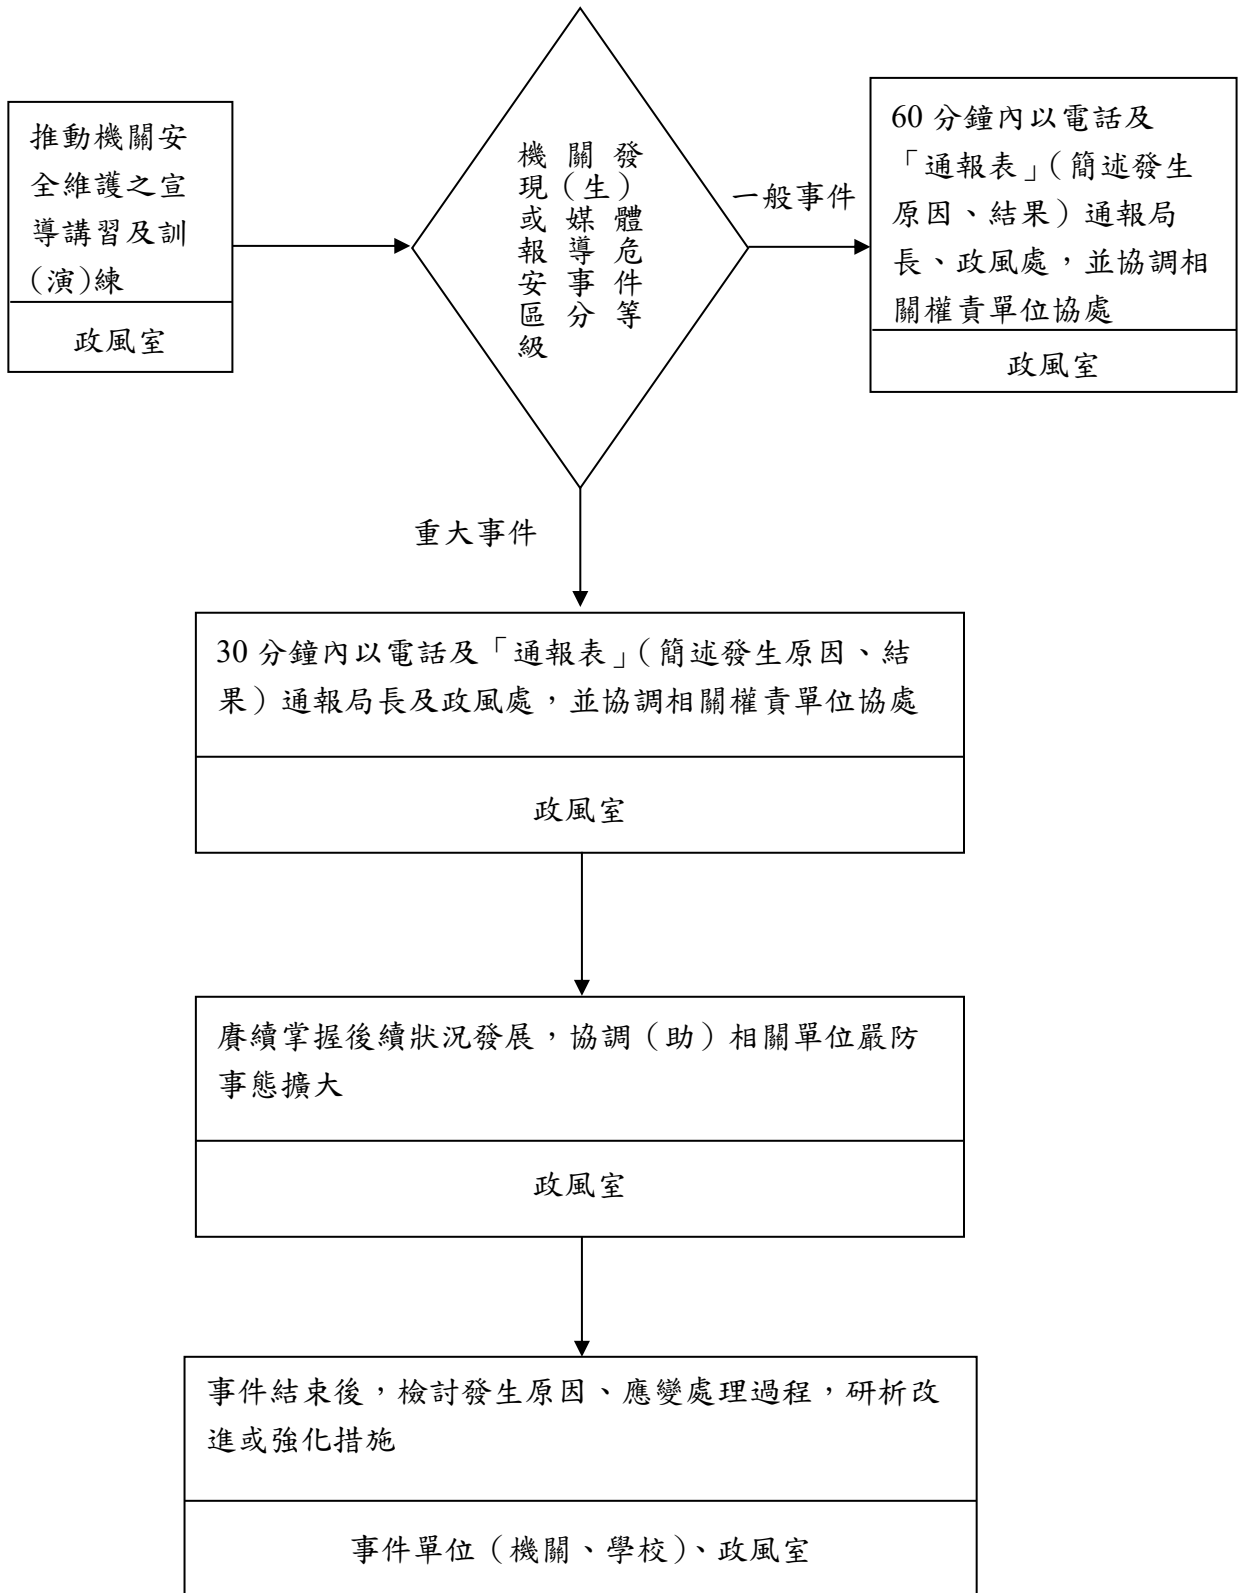 推動機關安
全維護之宣
導講習及訓
(演)練
政風室
機關發
現(生)
或媒體
報導危
安事件
區分等
級
一般事件
60 分鐘內以電話及
「通報表」(簡述發生
原因、結果)通報局
長、政風處,並協調相
關權責單位協處
政風室
重大事件
30 分鐘內以電話及「通報表」(簡述發生原因、結
果)通報局長及政風處,並協調相關權責單位協處
政風室
賡續掌握後續狀況發展,協調(助)相關單位嚴防
事態擴大
政風室
事件結束後,檢討發生原因、應變處理過程,研析改
進或強化措施
事件單位(機關、學校)、政風室